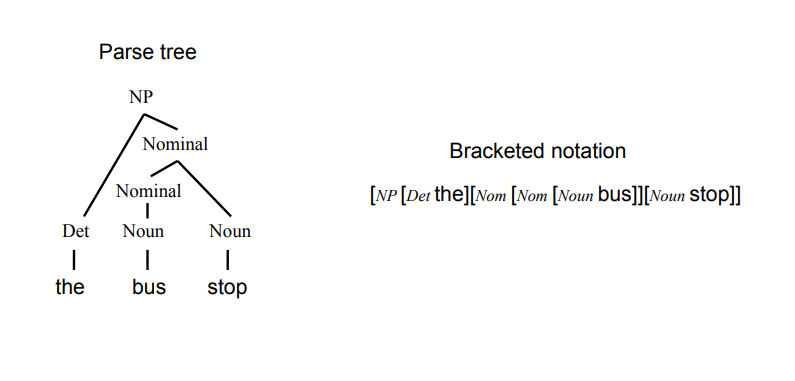 Parse tree
NP
Nominal
Nominal
Det Noun Noun
the bus stop
Bracketed notation
[NP [Det the][Nom [Nom [Noun bus]][Noun stop]]